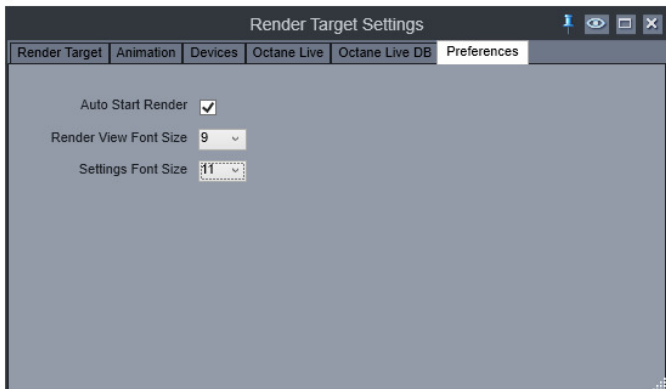 Render Target Settings
Render Target Animation Devices Octane Live Octane Live DB Preferences
Auto Start Render
Render View Font Size 9
Settings Font Size 11